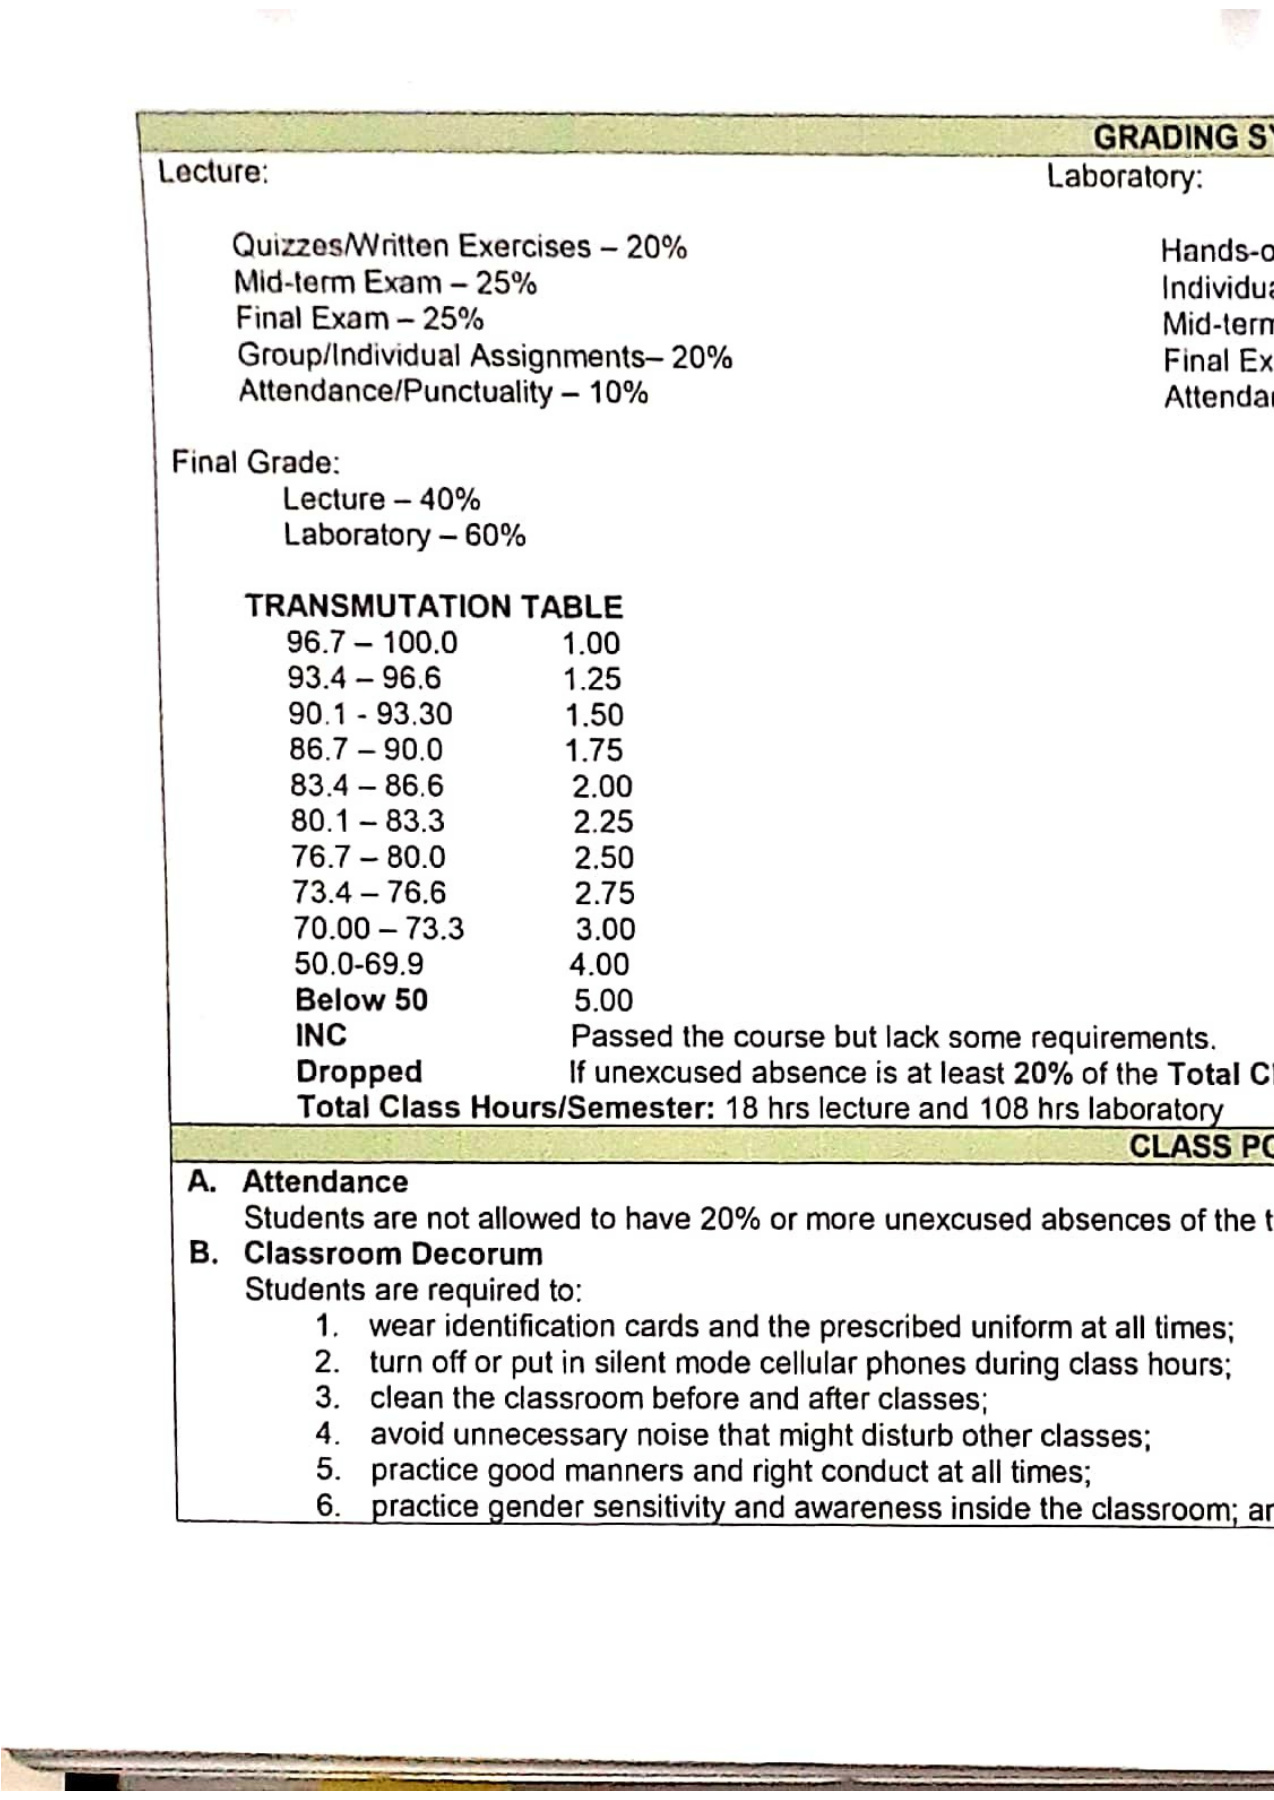 GRADING SY
Lecture:
Laboratory:
Quizzes/Written Exercises – 20%
Mid-term Exam – 25%
Final Exam – 25%
Group/Individual Assignments– 20%
Attendance/Punctuality – 10%
Hands-o
Individua
Mid-term
Final Ex
Attendar
Final Grade:
Lecture – 40%
Laboratory – 60%
TRANSMUTATION TABLE
96.7 – 100.0 1.00
93.4 – 96.6 1.25
90.1 - 93.30 1.50
86.7 – 90.0 1.75
83.4 – 86.6 2.00
80.1 – 83.3 2.25
76.7 – 80.0 2.50
73.4 – 76.6 2.75
70.00 – 73.3 3.00
50.0-69.9 4.00
Below 50 5.00
INC Passed the course but lack some requirements.
Dropped If unexcused absence is at least 20% of the Total Cl
Total Class Hours/Semester: 18 hrs lecture and 108 hrs laboratory
CLASS PO
A. Attendance
Students are not allowed to have 20% or more unexcused absences of the t
B. Classroom Decorum
Students are required to:
1. wear identification cards and the prescribed uniform at all times;
2. turn off or put in silent mode cellular phones during class hours;
3. clean the classroom before and after classes;
4. avoid unnecessary noise that might disturb other classes;
5. practice good manners and right conduct at all times;
6. practice gender sensitivity and awareness inside the classroom; an